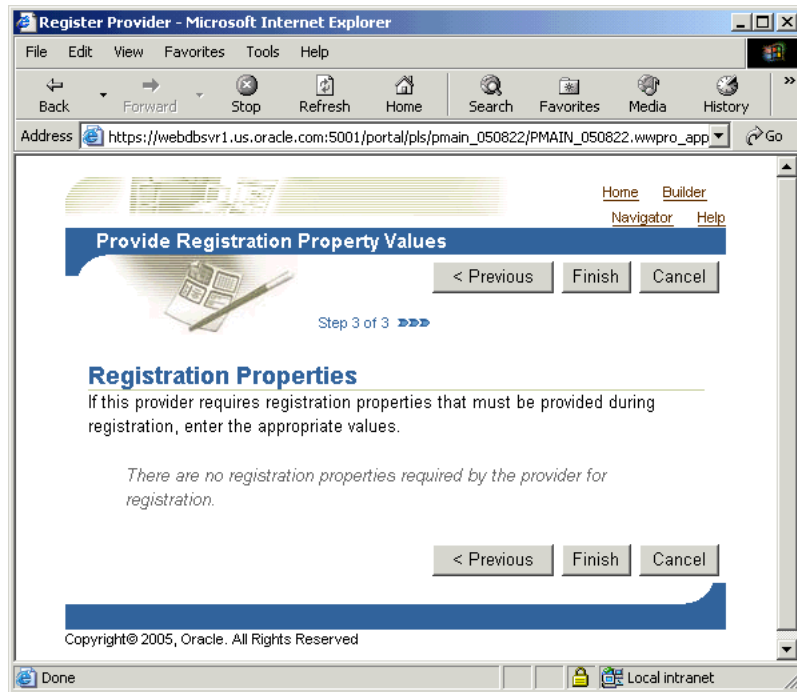 Register Provider - Microsoft Internet Explorer
File Edit View Favorites Tools Help
Back Forward Stop Refresh Home Search Favorites Media History »
Address https://webdbsvr1.us.oracle.com:5001/portal/pls/pmain_050822/PMAIN_050822.wwpro_app Go
Home Builder
Navigator Help
Provide Registration Property Values
< Previous Finish Cancel
Step 3 of 3
Registration Properties
If this provider requires registration properties that must be provided during
registration, enter the appropriate values.
There are no registration properties required by the provider for
registration.
< Previous Finish Cancel
Copyright© 2005, Oracle. All Rights Reserved
Done Local intranet